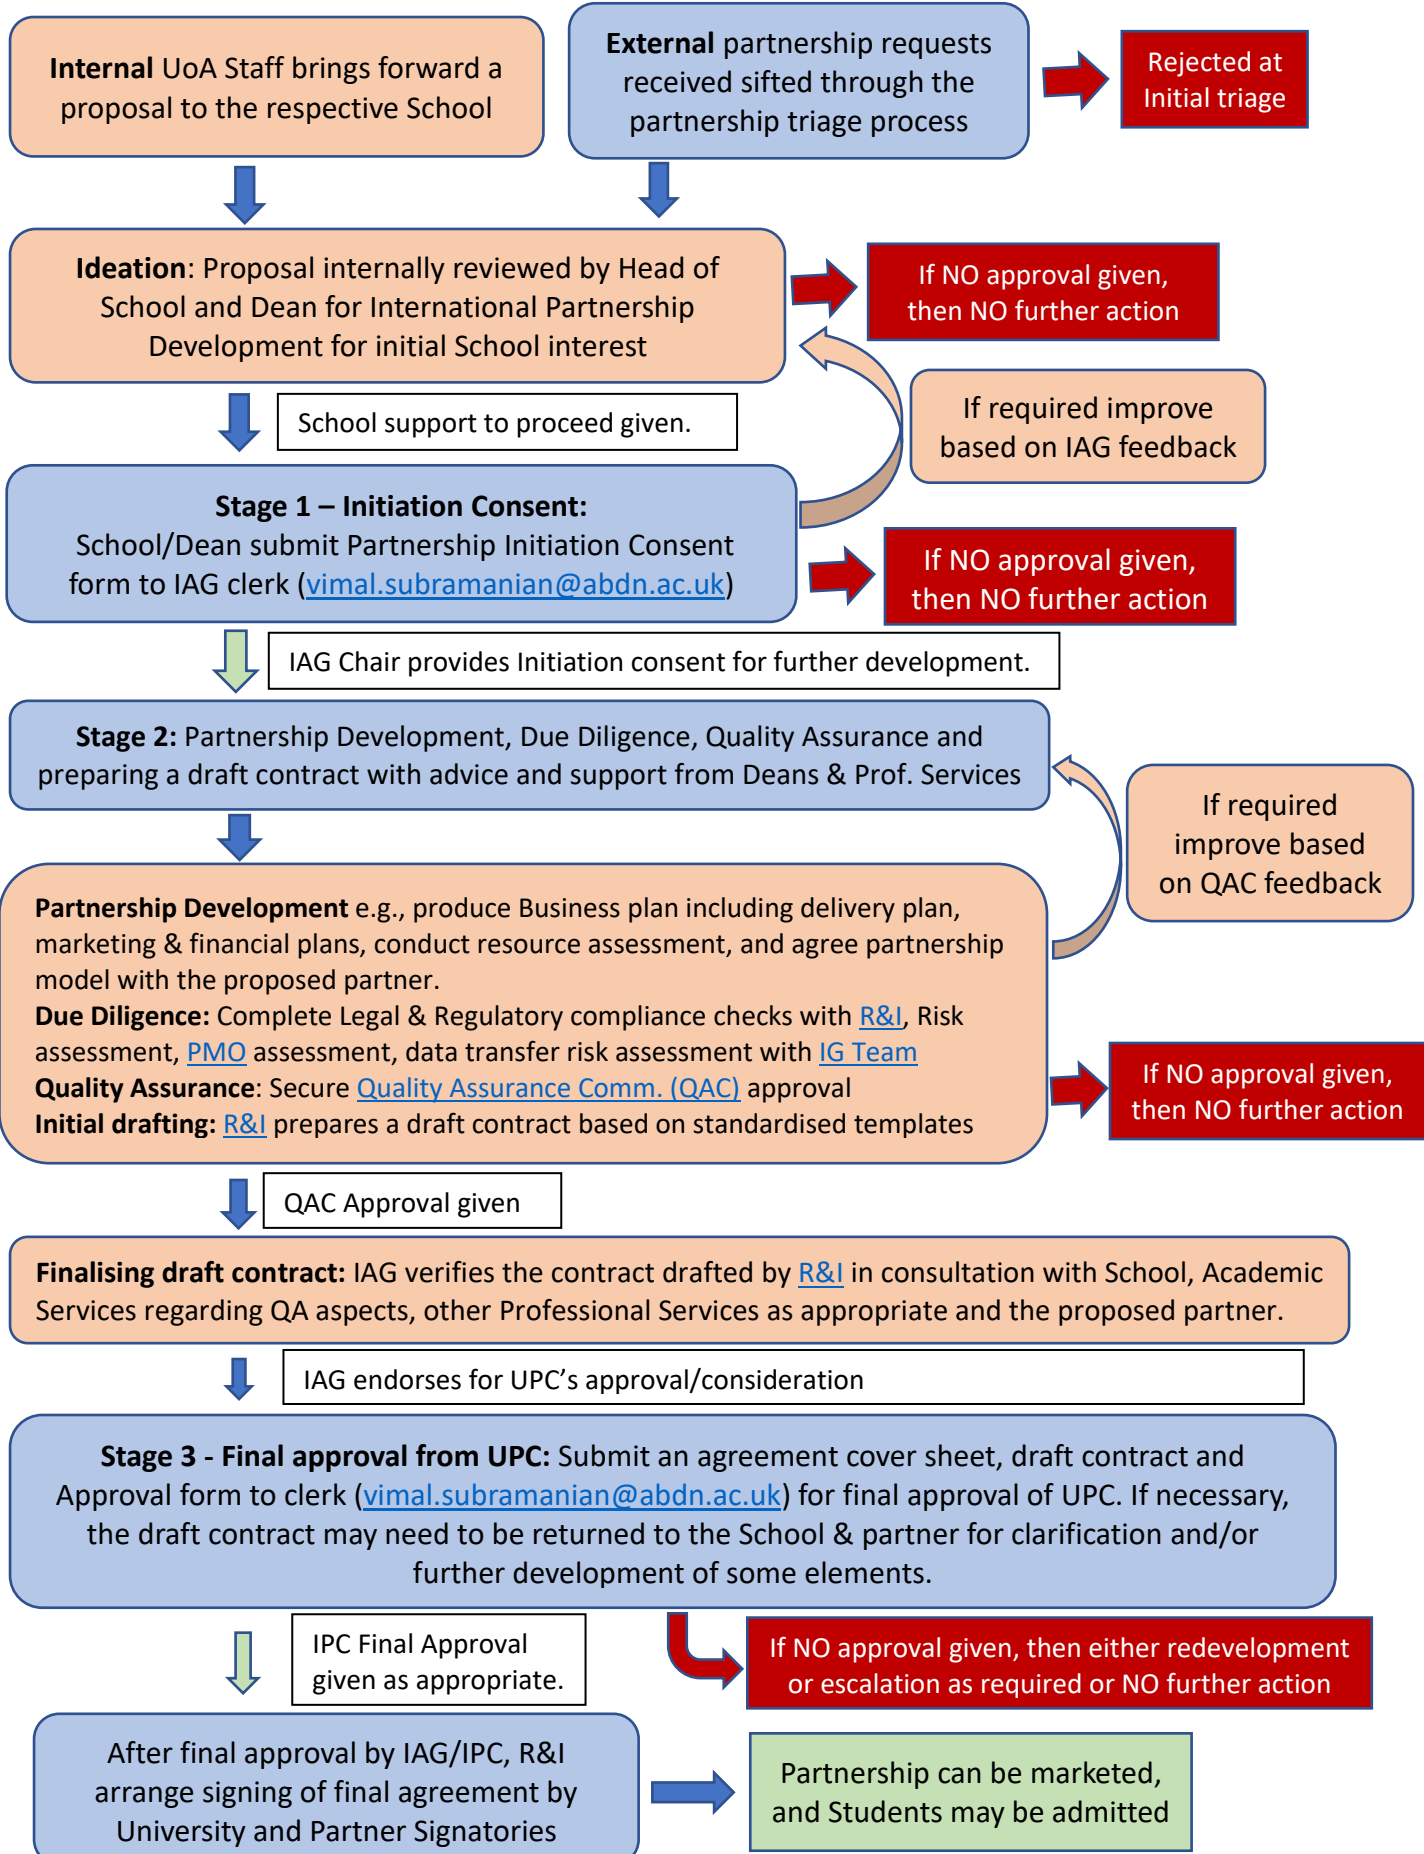 Internal UoA Staff brings forward a
proposal to the respective School
External partnership requests
received sifted through the
partnership triage process
Rejected at
Initial triage
Ideation: Proposal internally reviewed by Head of
School and Dean for International Partnership
Development for initial School interest
If NO approval given,
then NO further action
School support to proceed given.
If required improve
based on IAG feedback
Stage 1 – Initiation Consent:
School/Dean submit Partnership Initiation Consent
form to IAG clerk (vimal.subramanian@abdn.ac.uk)
If NO approval given,
then NO further action
IAG Chair provides Initiation consent for further development.
Stage 2: Partnership Development, Due Diligence, Quality Assurance and
preparing a draft contract with advice and support from Deans & Prof. Services
If required
improve based
on QAC feedback
Partnership Development e.g., produce Business plan including delivery plan,
marketing & financial plans, conduct resource assessment, and agree partnership
model with the proposed partner.
Due Diligence: Complete Legal & Regulatory compliance checks with R&I, Risk
assessment, PMO assessment, data transfer risk assessment with IG Team
Quality Assurance: Secure Quality Assurance Comm. (QAC) approval
Initial drafting: R&I prepares a draft contract based on standardised templates
If NO approval given,
then NO further action
QAC Approval given
Finalising draft contract: IAG verifies the contract drafted by R&I in consultation with School, Academic
Services regarding QA aspects, other Professional Services as appropriate and the proposed partner.
IAG endorses for UPC’s approval/consideration
Stage 3 - Final approval from UPC: Submit an agreement cover sheet, draft contract and
Approval form to clerk (vimal.subramanian@abdn.ac.uk) for final approval of UPC. If necessary,
the draft contract may need to be returned to the School & partner for clarification and/or
further development of some elements.
IPC Final Approval
given as appropriate.
If NO approval given, then either redevelopment
or escalation as required or NO further action
After final approval by IAG/IPC, R&I
arrange signing of final agreement by
University and Partner Signatories
Partnership can be marketed,
and Students may be admitted